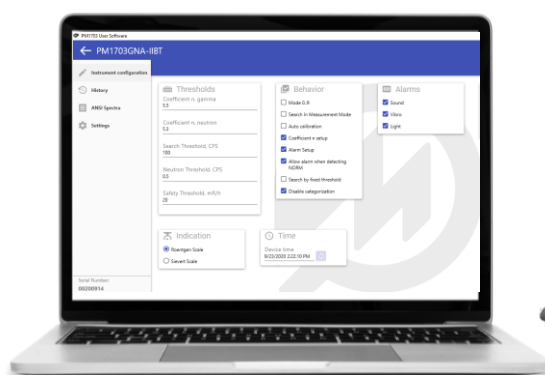 PM1703 User Software
PM1703GNA-IIBT
Instrument configuration
History
ANSI Spectra
Settings
Serial Number:
00200914
Thresholds
Coefficient n, gamma
5.3
Coefficient n, neutron
5.3
Search Threshold, CPS
100
Neutron Threshold, CPS
0.5
Safety Threshold, mR/h
20
Behavior
Mode G.R
Search In Measurement Mode
Auto calibration
Coefficient n setup
Alarm Setup
Allow alarm when detecting
NORM
Search by fixed threshold
Disable categorization
Alarms
Sound
Vibro
Light
Indication
Roentgen Scale
Sievert Scale
Time
Device time
9/23/2020 2:22:10 PM